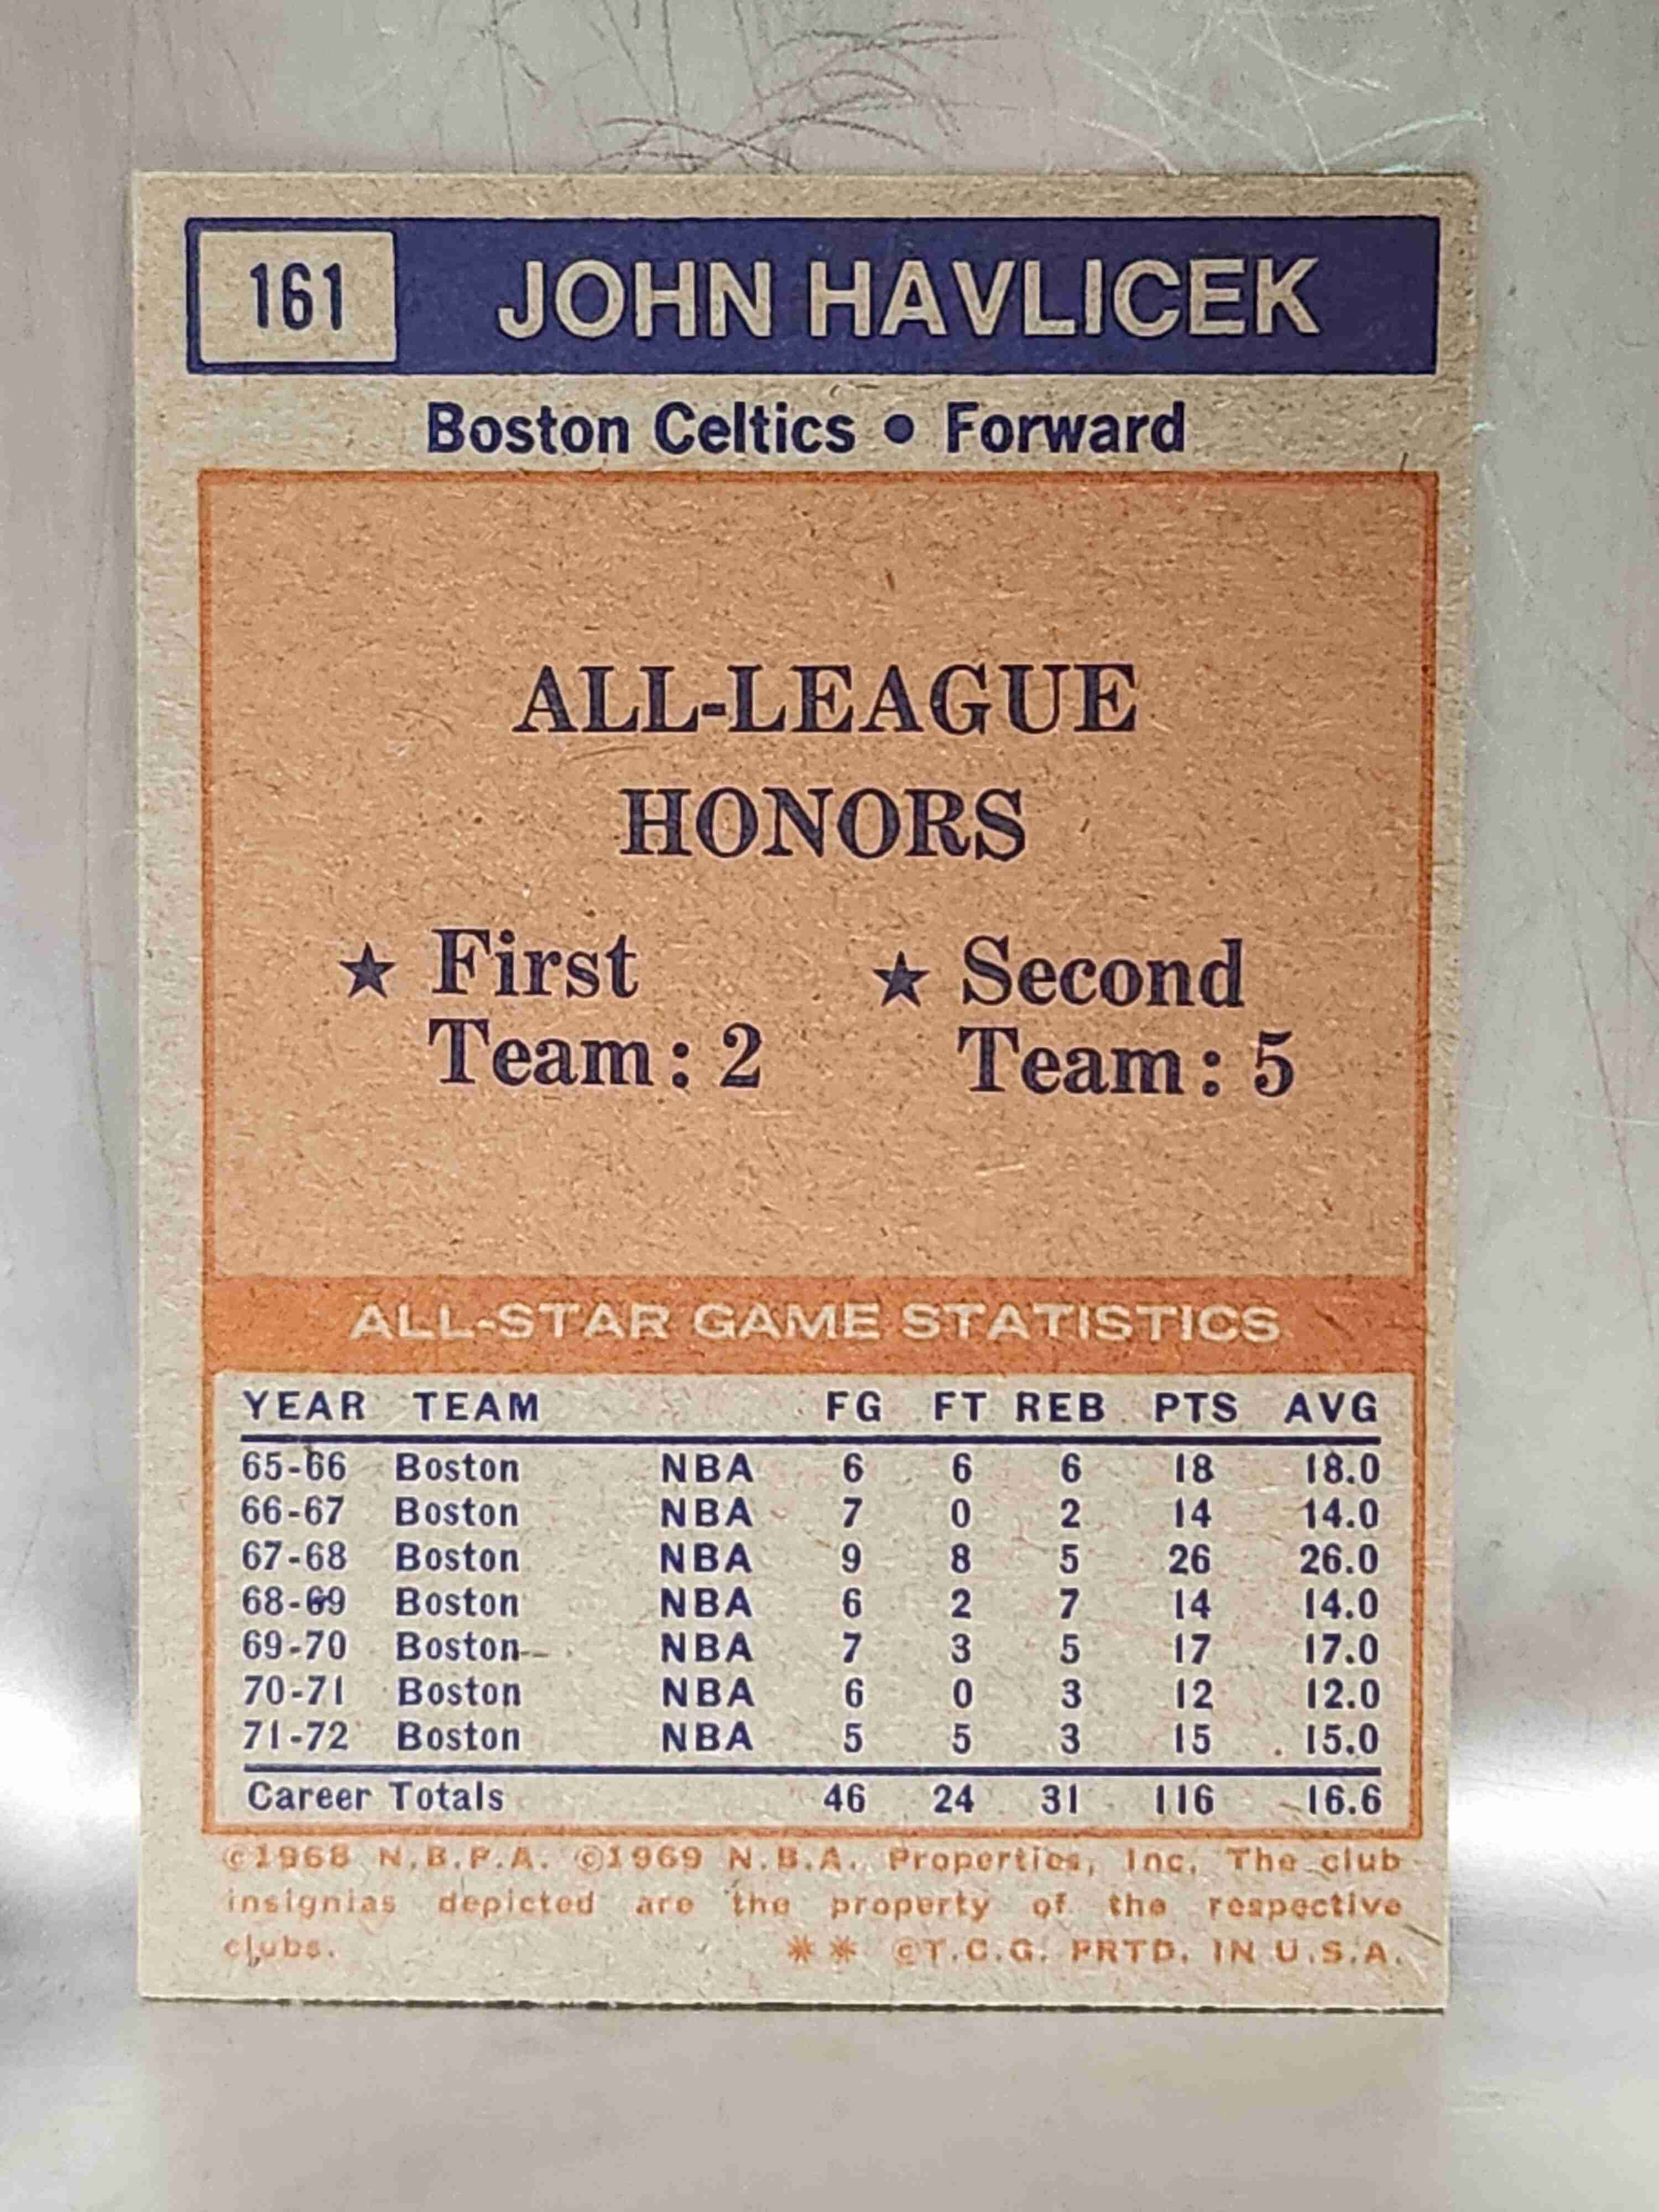 161 JOHN HAVLICEK
Boston Celtics • Forward
ALL-LEAGUE
HONORS
★ First ★ Second
Team: 2 Team: 5
ALL-STAR GAME STATISTICS
YEAR TEAM FG FT REB PTS AVG
65-66 Boston NBA 6 6 6 18 18.0
66-67 Boston NBA 7 0 2 14 14.0
67-68 Boston NBA 9 8 5 26 26.0
68-69 Boston NBA 6 2 7 14 14.0
69-70 Boston NBA 7 3 5 17 17.0
70-71 Boston NBA 6 0 3 12 12.0
71-72 Boston NBA 5 5 3 15 15.0
Career Totals 46 24 31 116 16.6
©1968 N.B.P.A. ©1969 N.B.A. Properties, Inc. The club
insignias depicted are the property of the respective
clubs. ** ©T.C.G. PRTD. IN U.S.A.